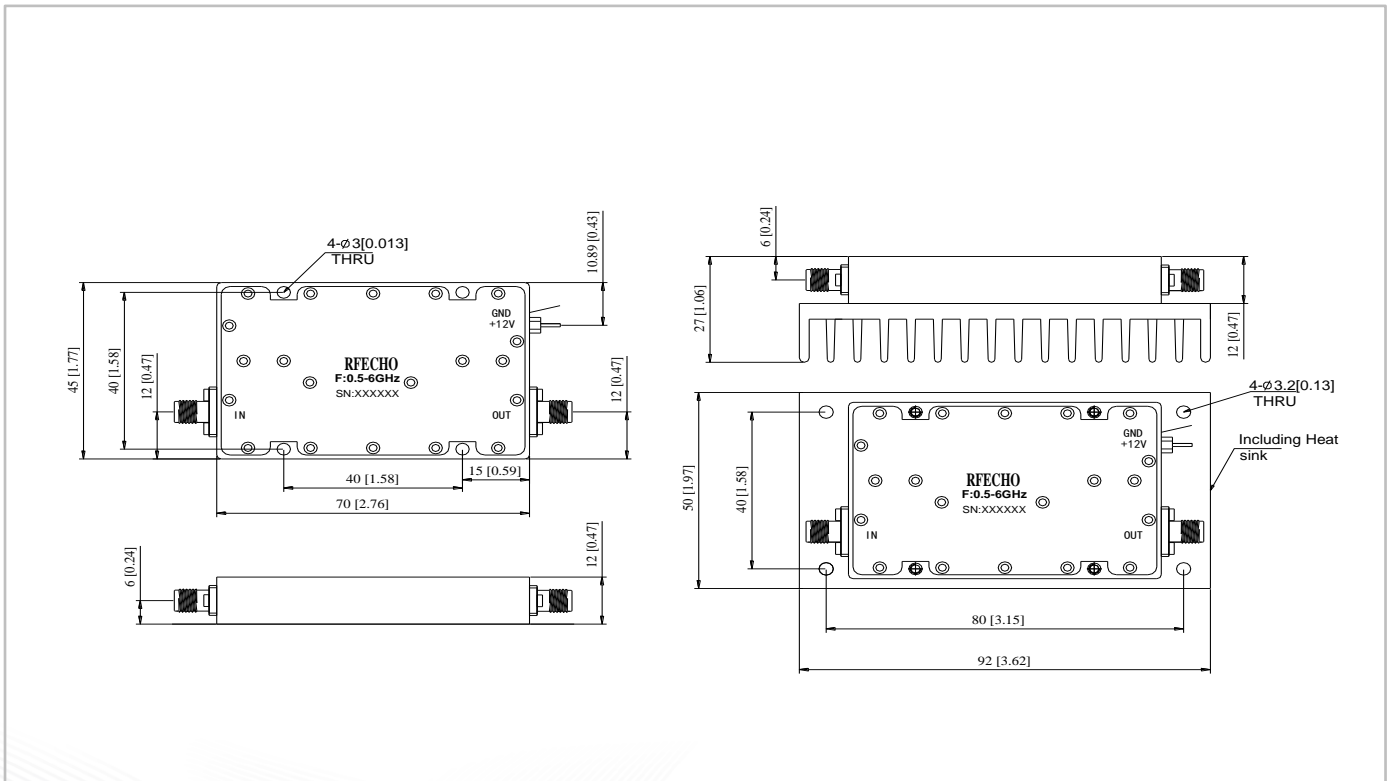 4-Ø3[0.013]
THRU
10.89 [0.43]
45 [1.77]
40 [1.58]
12 [0.47]
GND
+12V
RFECHO
F:0.5-6GHz
SN:XXXXXX
IN
OUT
12 [0.47]
40 [1.58]
15 [0.59]
70 [2.76]
6 [0.24]
12 [0.47]
6 [0.24]
27 [1.06]
12 [0.47]
4-Ø3.2[0.13]
THRU
Including Heat
sink
50 [1.97]
40 [1.58]
GND
+12V
RFECHO
F:0.5-6GHz
SN:XXXXXX
IN
OUT
80 [3.15]
92 [3.62]